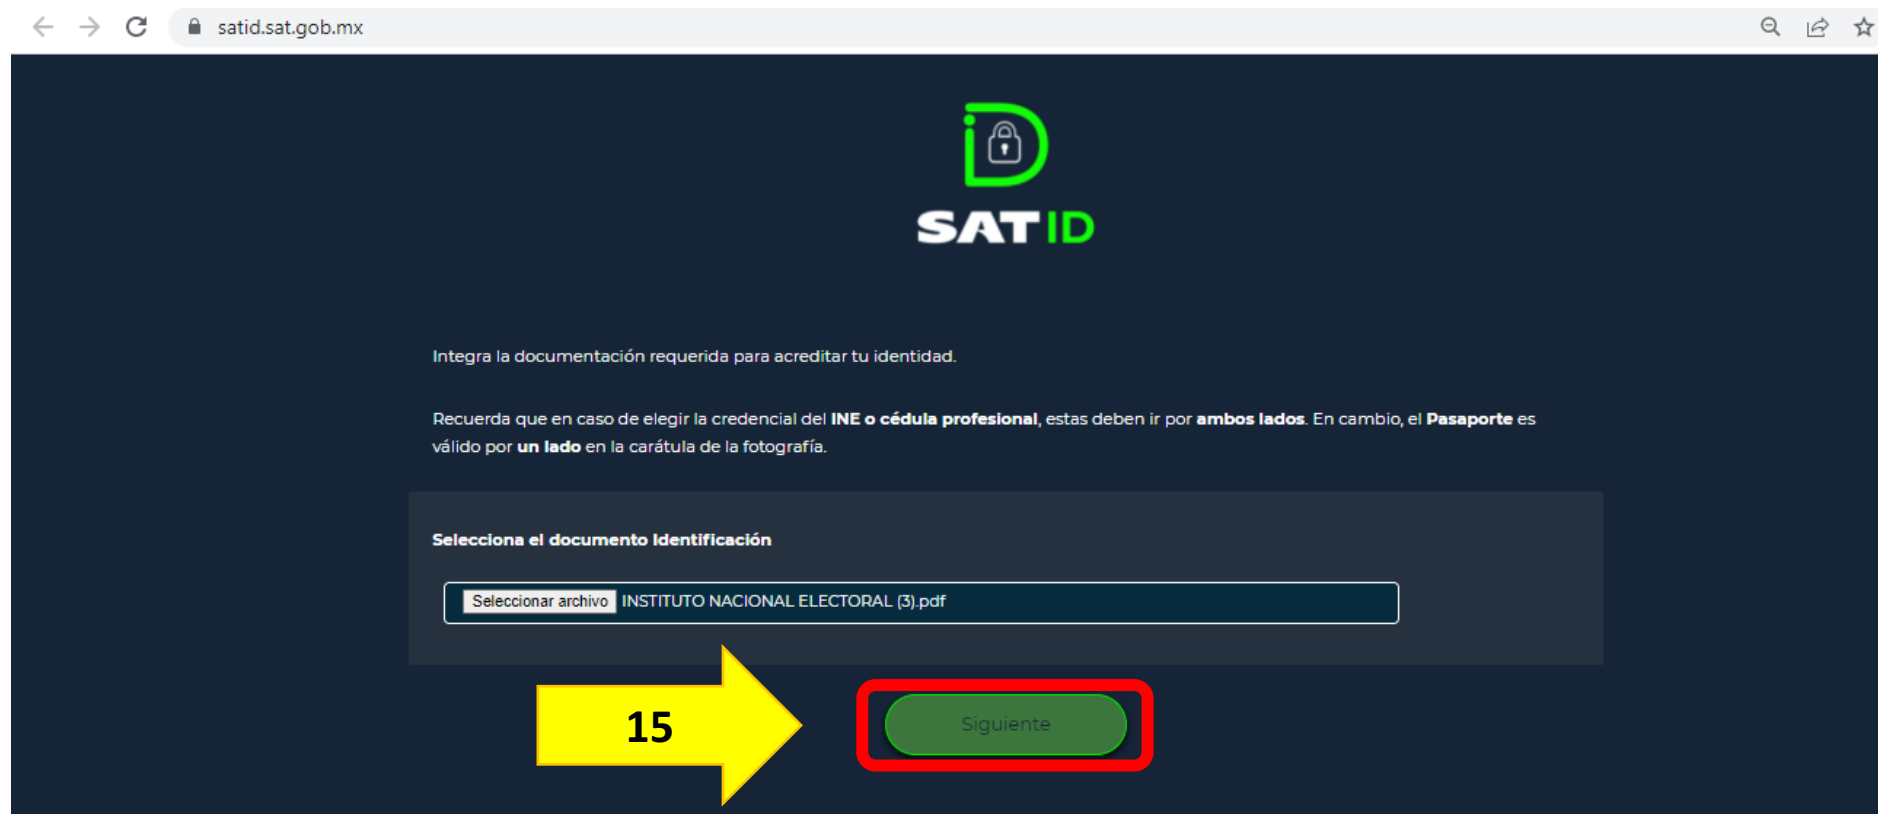 satid.sat.gob.mx
SAT ID
Integra la documentación requerida para acreditar tu identidad.
Recuerda que en caso de elegir la credencial del INE o cédula profesional, estas deben ir por ambos lados. En cambio, el Pasaporte es
válido por un lado en la carátula de la fotografía.
Selecciona el documento Identificación
Seleccionar archivo INSTITUTO NACIONAL ELECTORAL (3).pdf
15
Siguiente